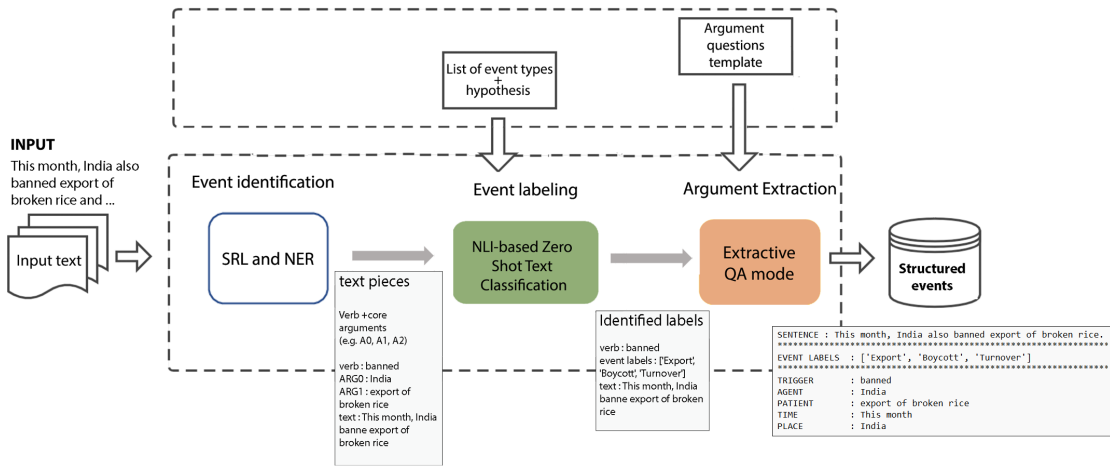 Argument
questions
template
List of event types
+
hypothesis
INPUT
This month, India also
banned export of
broken rice and ...
Input text
Event identification
Event labeling
Argument Extraction
SRL and NER
NLI-based Zero
Shot Text
Classification
Extractive
QA mode
Structured
events
text pieces
Verb +core
arguments
(e.g. A0, A1, A2)
verb : banned
ARG0 : India
ARG1 : export of
broken rice
text : This month, India
banne export of
broken rice
Identified labels
verb : banned
event labels : ['Export',
'Boycott', 'Turnover']
text : This month, India
banne export of broken
rice
SENTENCE : This month, India also banned export of broken rice.
EVENT LABELS : ['Export', 'Boycott', 'Turnover']
TRIGGER : banned
AGENT : India
PATIENT : export of broken rice
TIME : This month
PLACE : India